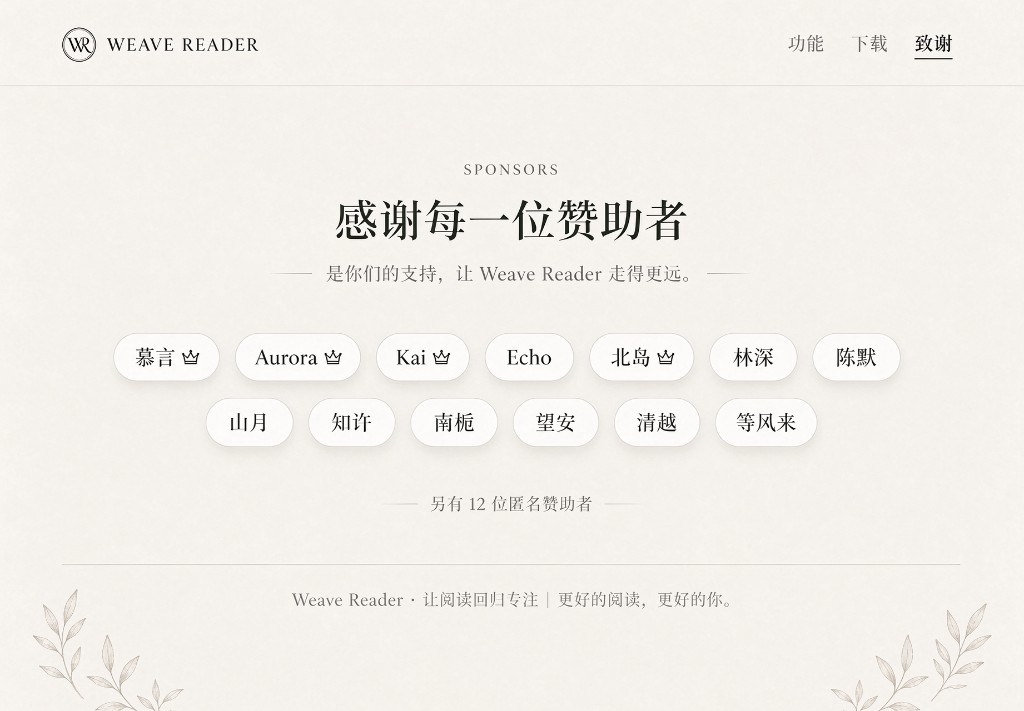 WR WEAVE READER 功能 下载 致谢
SPONSORS
感谢每一位赞助者
是你们的支持，让 Weave Reader 走得更远。
慕言 Aurora Kai Echo 北岛 林深 陈默
山月 知许 南栀 望安 清越 等风来
另有 12 位匿名赞助者
Weave Reader · 让阅读回归专注 | 更好的阅读，更好的你。